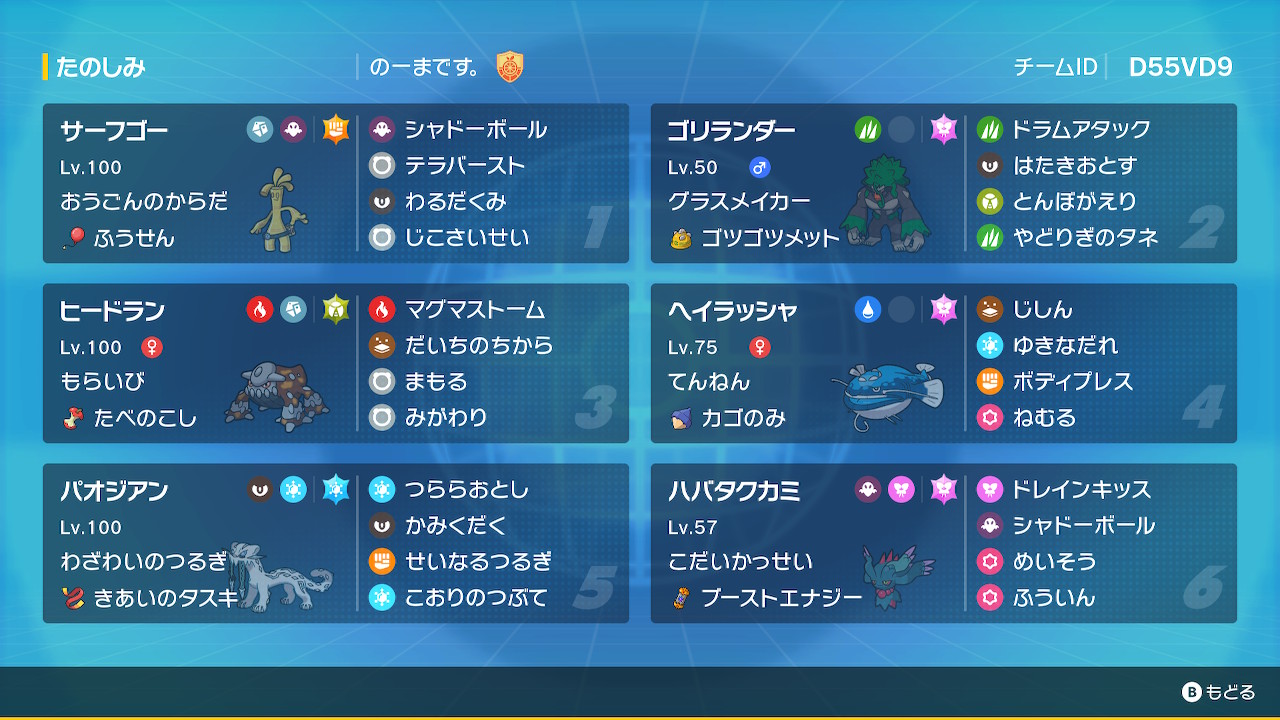 たのしみ
のーまです。
チームID D55VD9
サーフゴー
Lv.100
おうごんのからだ
ふうせん
シャドーボール
テラバースト
わるだくみ
じこさいせい
1
ゴリランダー
Lv.50
グラスメイカー
ゴツゴツメット
ドラムアタック
はたきおとす
とんぼがえり
やどりぎのタネ
2
ヒードラン
Lv.100
もらいび
たべのこし
マグマストーム
だいちのちから
まもる
みがわり
3
ヘイラッシャ
Lv.75
てんねん
カゴのみ
じしん
ゆきなだれ
ボディプレス
ねむる
4
パオジアン
Lv.100
わざわいのつるぎ
きあいのタスキ
つららおとし
かみくだく
せいなるつるぎ
こおりのつぶて
5
ハバタクカミ
Lv.57
こだいかっせい
ブーストエナジー
ドレインキッス
シャドーボール
めいそう
ふういん
6
B もどる